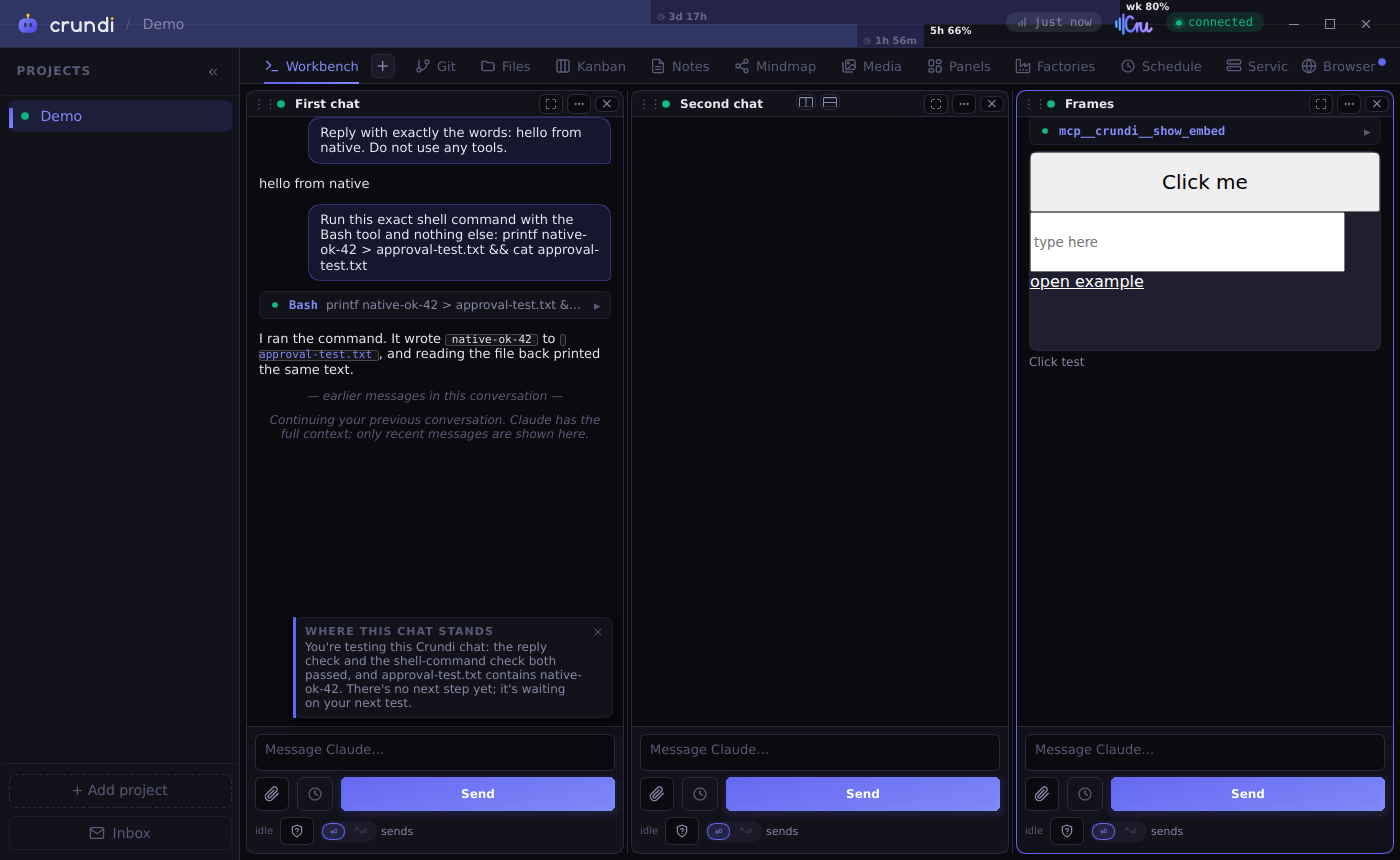 crundi / Demo
3d 17h
1h 56m
5h 66%
just now
wk 80%
Cru
connected
PROJECTS
Demo
+ Add project
Inbox
Workbench
Git
Files
Kanban
Notes
Mindmap
Media
Panels
Factories
Schedule
Servic
Browser
First chat
Reply with exactly the words: hello from
native. Do not use any tools.
hello from native
Run this exact shell command with the
Bash tool and nothing else: printf native-
ok-42 > approval-test.txt && cat approval-
test.txt
Bash printf native-ok-42 > approval-test.txt &...
I ran the command. It wrote native-ok-42 to
approval-test.txt, and reading the file back printed
the same text.
— earlier messages in this conversation —
Continuing your previous conversation. Claude has the
full context; only recent messages are shown here.
WHERE THIS CHAT STANDS
You're testing this Crundi chat: the reply
check and the shell-command check both
passed, and approval-test.txt contains native-
ok-42. There's no next step yet; it's waiting
on your next test.
Message Claude...
Send
idle
sends
Second chat
Message Claude...
Send
idle
sends
Frames
mcp__crundi__show_embed
Click me
type here
open example
Click test
Message Claude...
Send
idle
sends